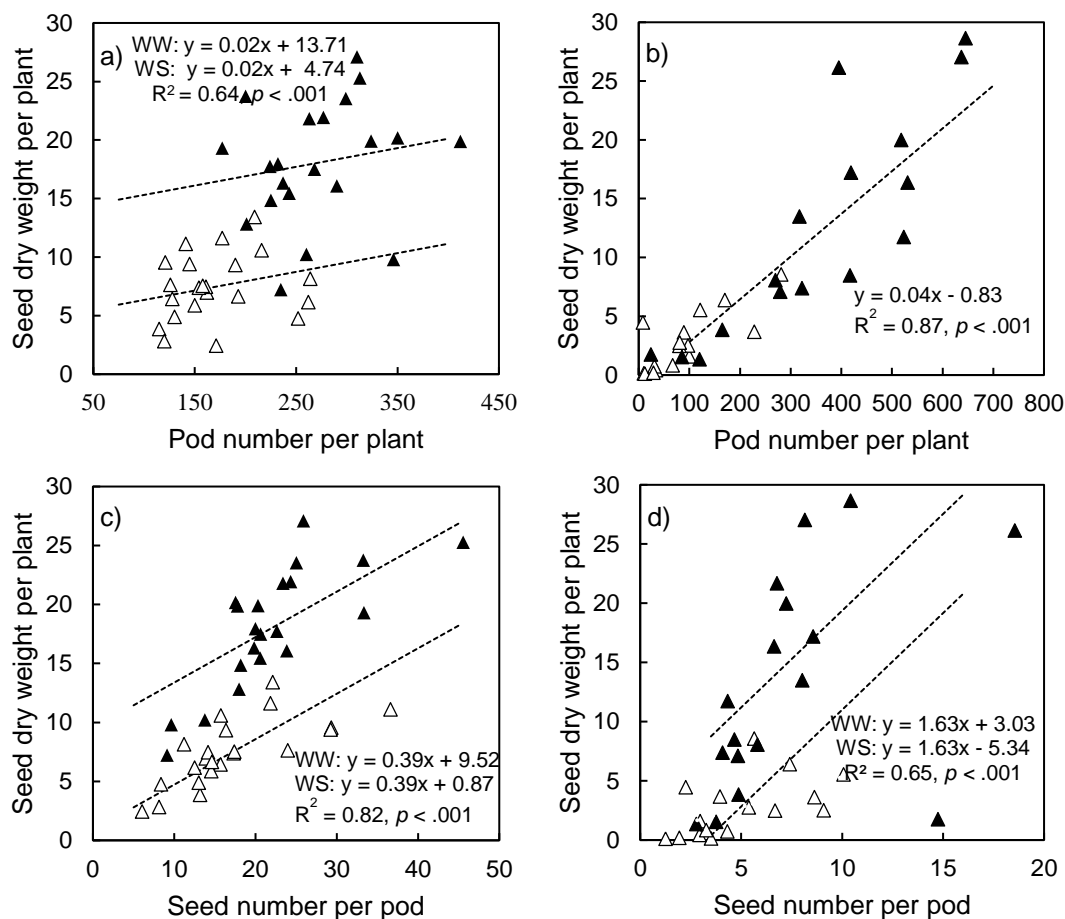 a)
WW: y = 0.02x + 13.71
WS: y = 0.02x + 4.74
R² = 0.64, p < .001
Seed dry weight per plant
30
25
20
15
10
5
0
50 150 250 350 450
Pod number per plant
b)
y = 0.04x - 0.83
R² = 0.87, p < .001
Seed dry weight per plant
30
25
20
15
10
5
0
0 100 200 300 400 500 600 700 800
Pod number per plant
c)
WW: y = 0.39x + 9.52
WS: y = 0.39x + 0.87
R² = 0.82, p < .001
Seed dry weight per plant
30
25
20
15
10
5
0
0 10 20 30 40 50
Seed number per pod
d)
WW: y = 1.63x + 3.03
WS: y = 1.63x - 5.34
R² = 0.65, p < .001
Seed dry weight per plant
30
25
20
15
10
5
0
0 5 10 15 20
Seed number per pod